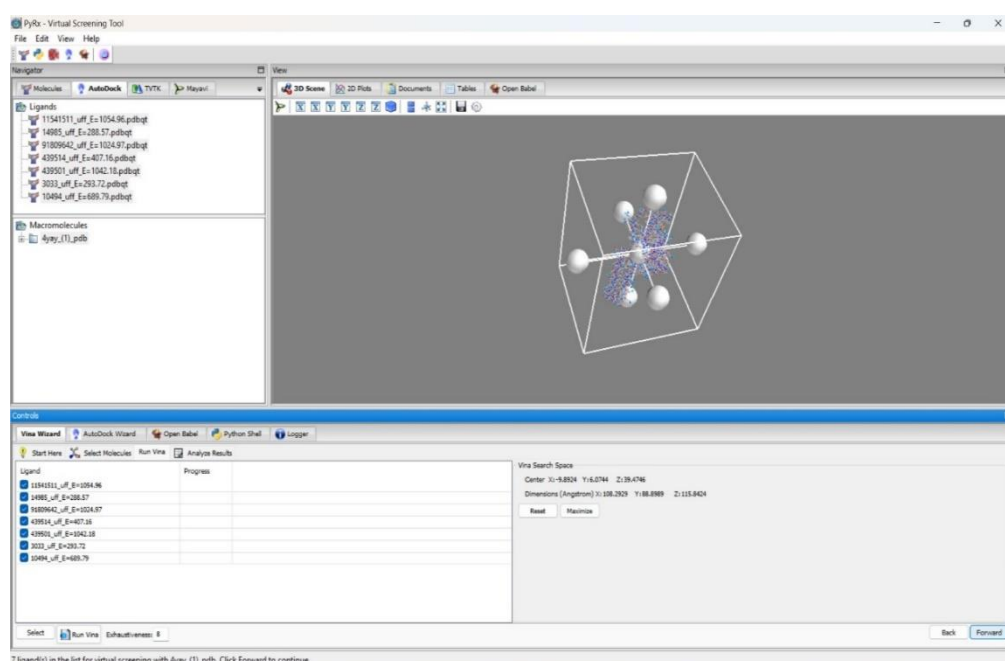 PyRx - Virtual Screening Tool
File Edit View Help
Navigator
View
Molecules AutoDock TVTK Mayavi
3D Scene 2D Plots Documents Tables Open Babel
Ligands
11541511_uff_E=1054.96.pdbqt
14985_uff_E=288.57.pdbqt
91809642_uff_E=1024.97.pdbqt
439514_uff_E=407.16.pdbqt
439501_uff_E=1042.18.pdbqt
3033_uff_E=293.72.pdbqt
10494_uff_E=689.79.pdbqt
Macromolecules
4yay_(1)_pdb
Controls
Vina Wizard AutoDock Wizard Open Babel Python Shell Logger
Start Here Select Molecules Run Vina Analyze Results
Ligand Progress
11541511_uff_E=1054.96
14985_uff_E=288.57
91809642_uff_E=1024.97
439514_uff_E=407.16
439501_uff_E=1042.18
3033_uff_E=293.72
10494_uff_E=689.79
Vina Search Space
Center X:-9.8924 Y:6.0744 Z:39.4746
Dimensions (Angstrom) X:108.2929 Y:88.8989 Z:115.8424
Reset Maximize
Select Run Vina Exhaustiveness: 8
Back Forward
7 ligand(s) in the list for virtual screening with 4yay_(1)_pdb. Click Forward to continue.